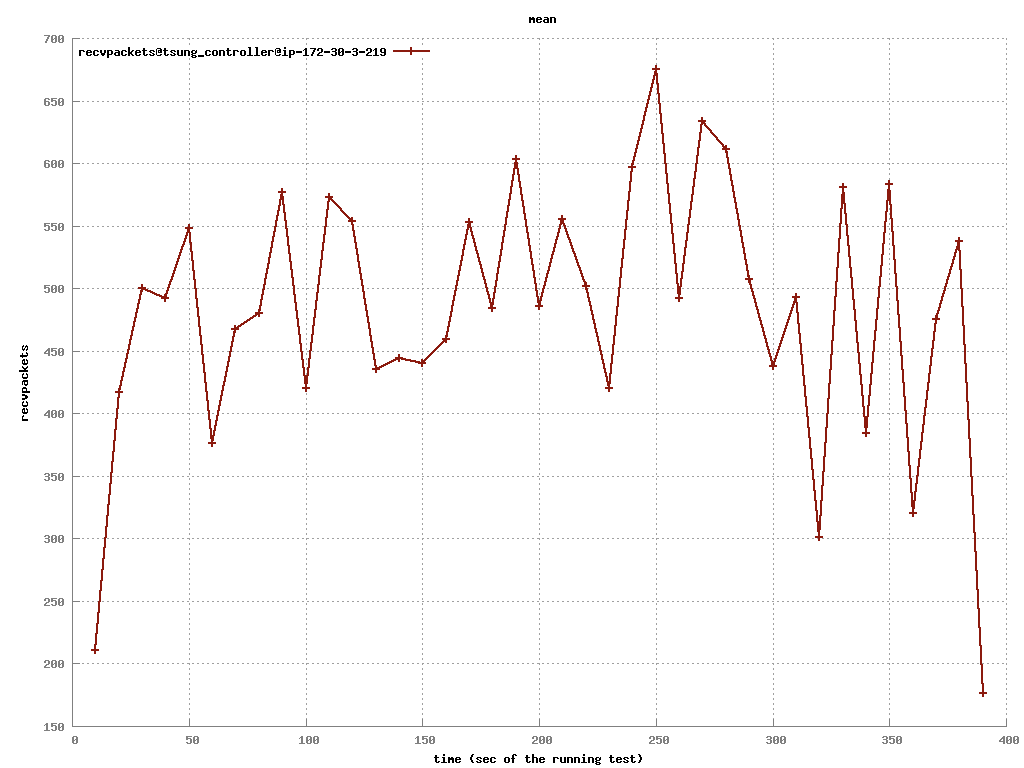 mean
700
recvpackets@tsung_controller@ip-172-30-3-219
650
600
550
500
450
400
350
300
250
200
150
recvpackets
0 50 100 150 200 250 300 350 400
time (sec of the running test)